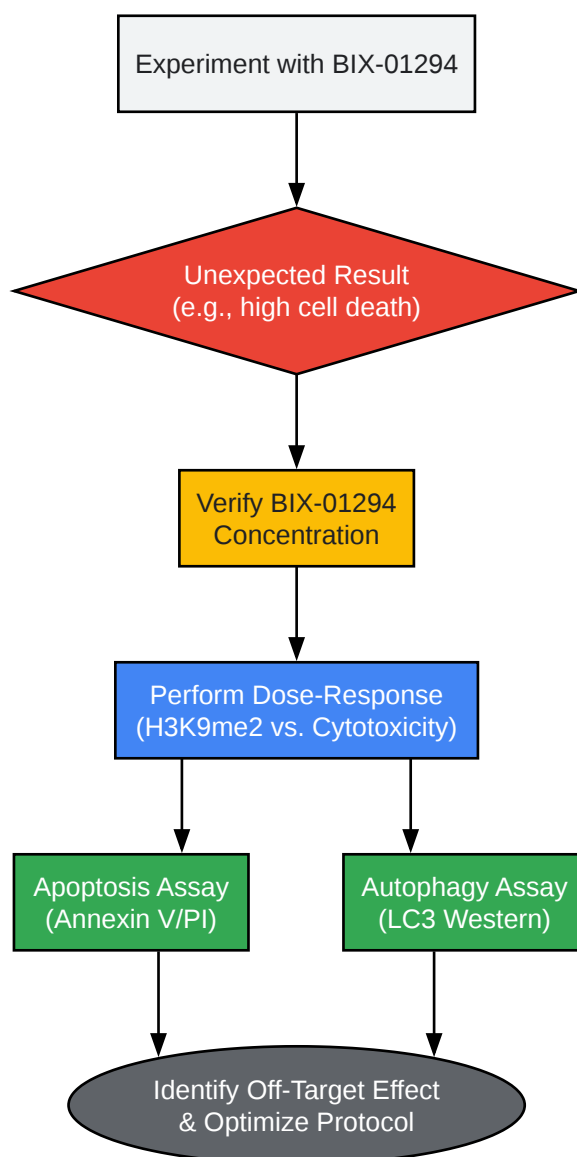 Experiment with BIX-01294
Unexpected Result
(e.g., high cell death)
Verify BIX-01294
Concentration
Perform Dose-Response
(H3K9me2 vs. Cytotoxicity)
Apoptosis Assay
(Annexin V/PI)
Autophagy Assay
(LC3 Western)
Identify Off-Target Effect
& Optimize Protocol